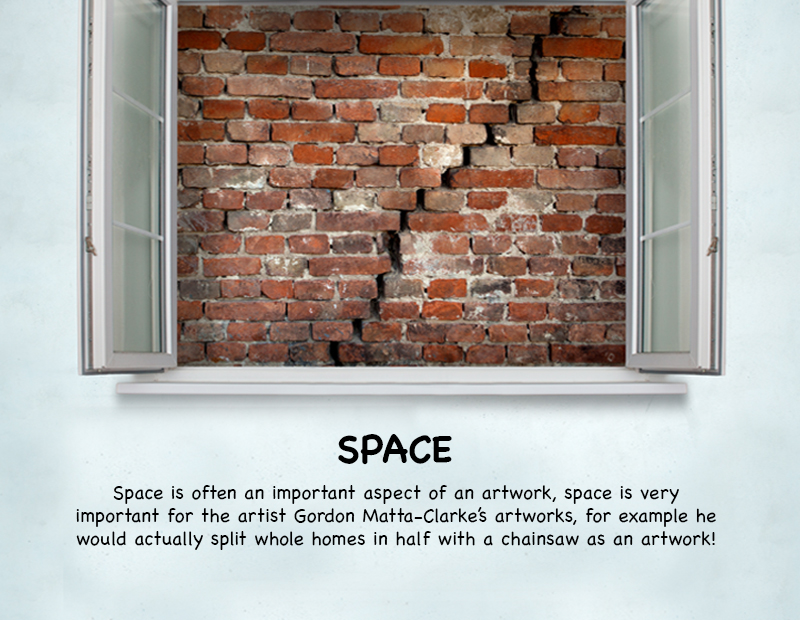 SPACE
Space is often an important aspect of an artwork, space is very
important for the artist Gordon Matta-Clarke's artworks, for example he
would actually split whole homes in half with a chainsaw as an artwork!